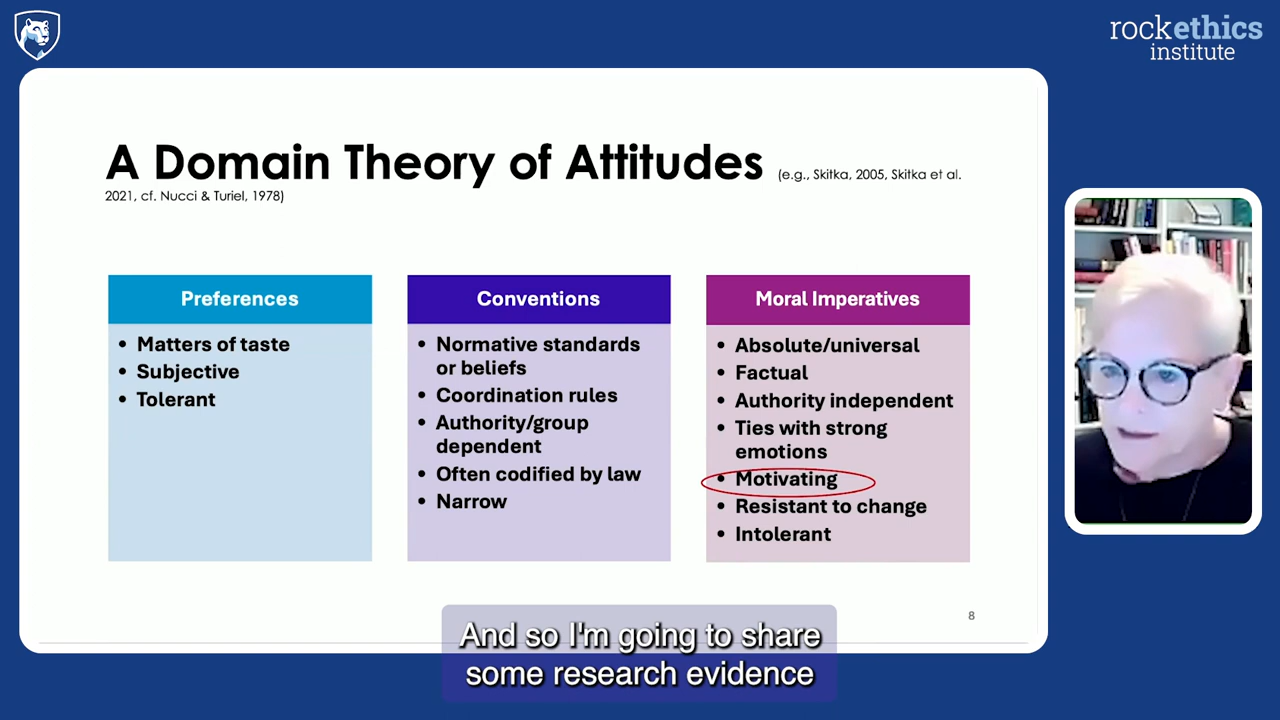 rockethics
institute
A Domain Theory of Attitudes (e.g., Skitka, 2005, Skitka et al.
2021, cf. Nucci & Turiel, 1978)
Preferences
• Matters of taste
• Subjective
• Tolerant
Conventions
• Normative standards
or beliefs
• Coordination rules
• Authority/group
dependent
• Often codified by law
• Narrow
Moral Imperatives
• Absolute/universal
• Factual
• Authority independent
• Ties with strong
emotions
• Motivating
• Resistant to change
• Intolerant
8
And so I'm going to share
some research evidence